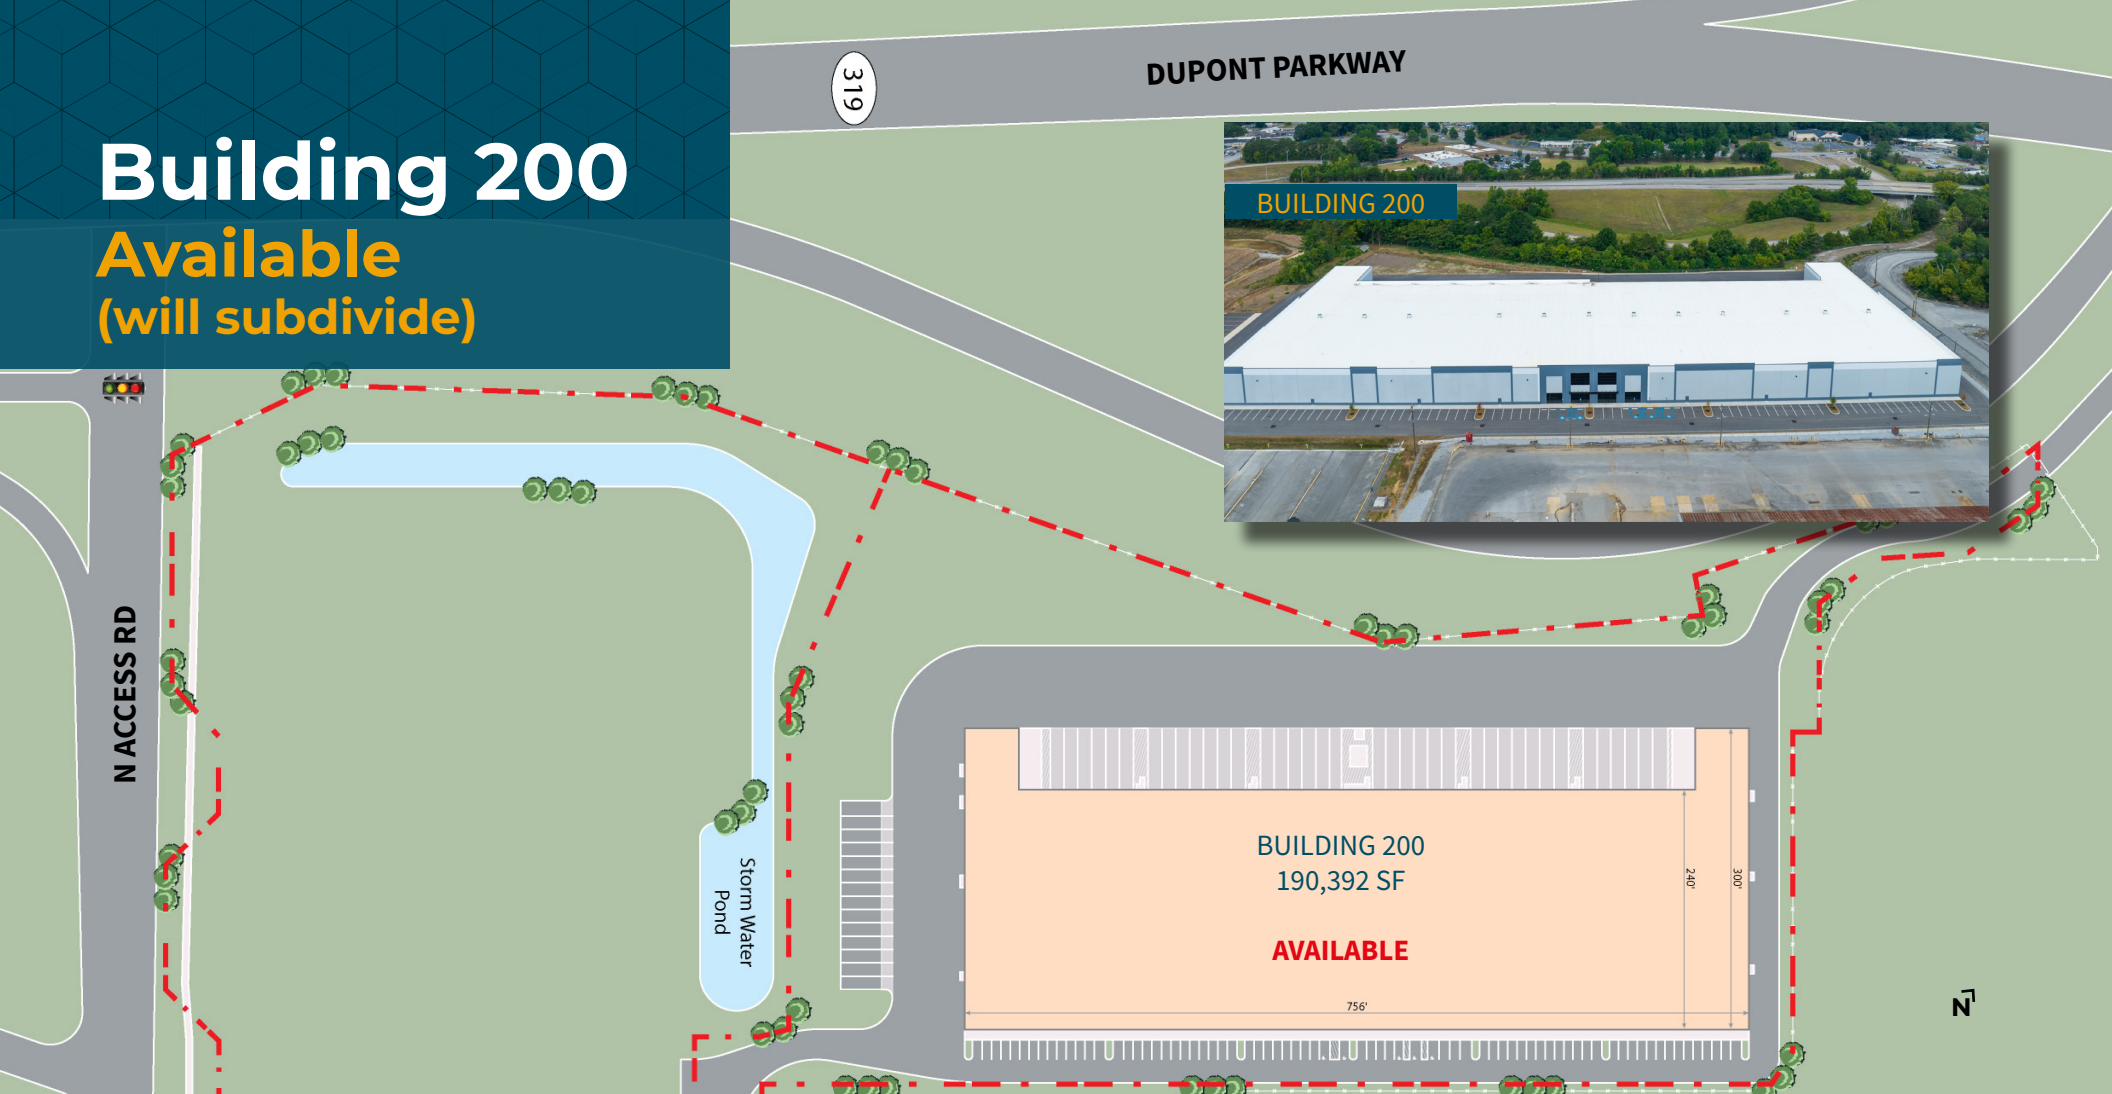 Building 200
Available
(will subdivide)
319
DUPONT PARKWAY
BUILDING 200
N ACCESS RD
Storm Water
Pond
BUILDING 200
190,392 SF
AVAILABLE
240'
300'
756'
N